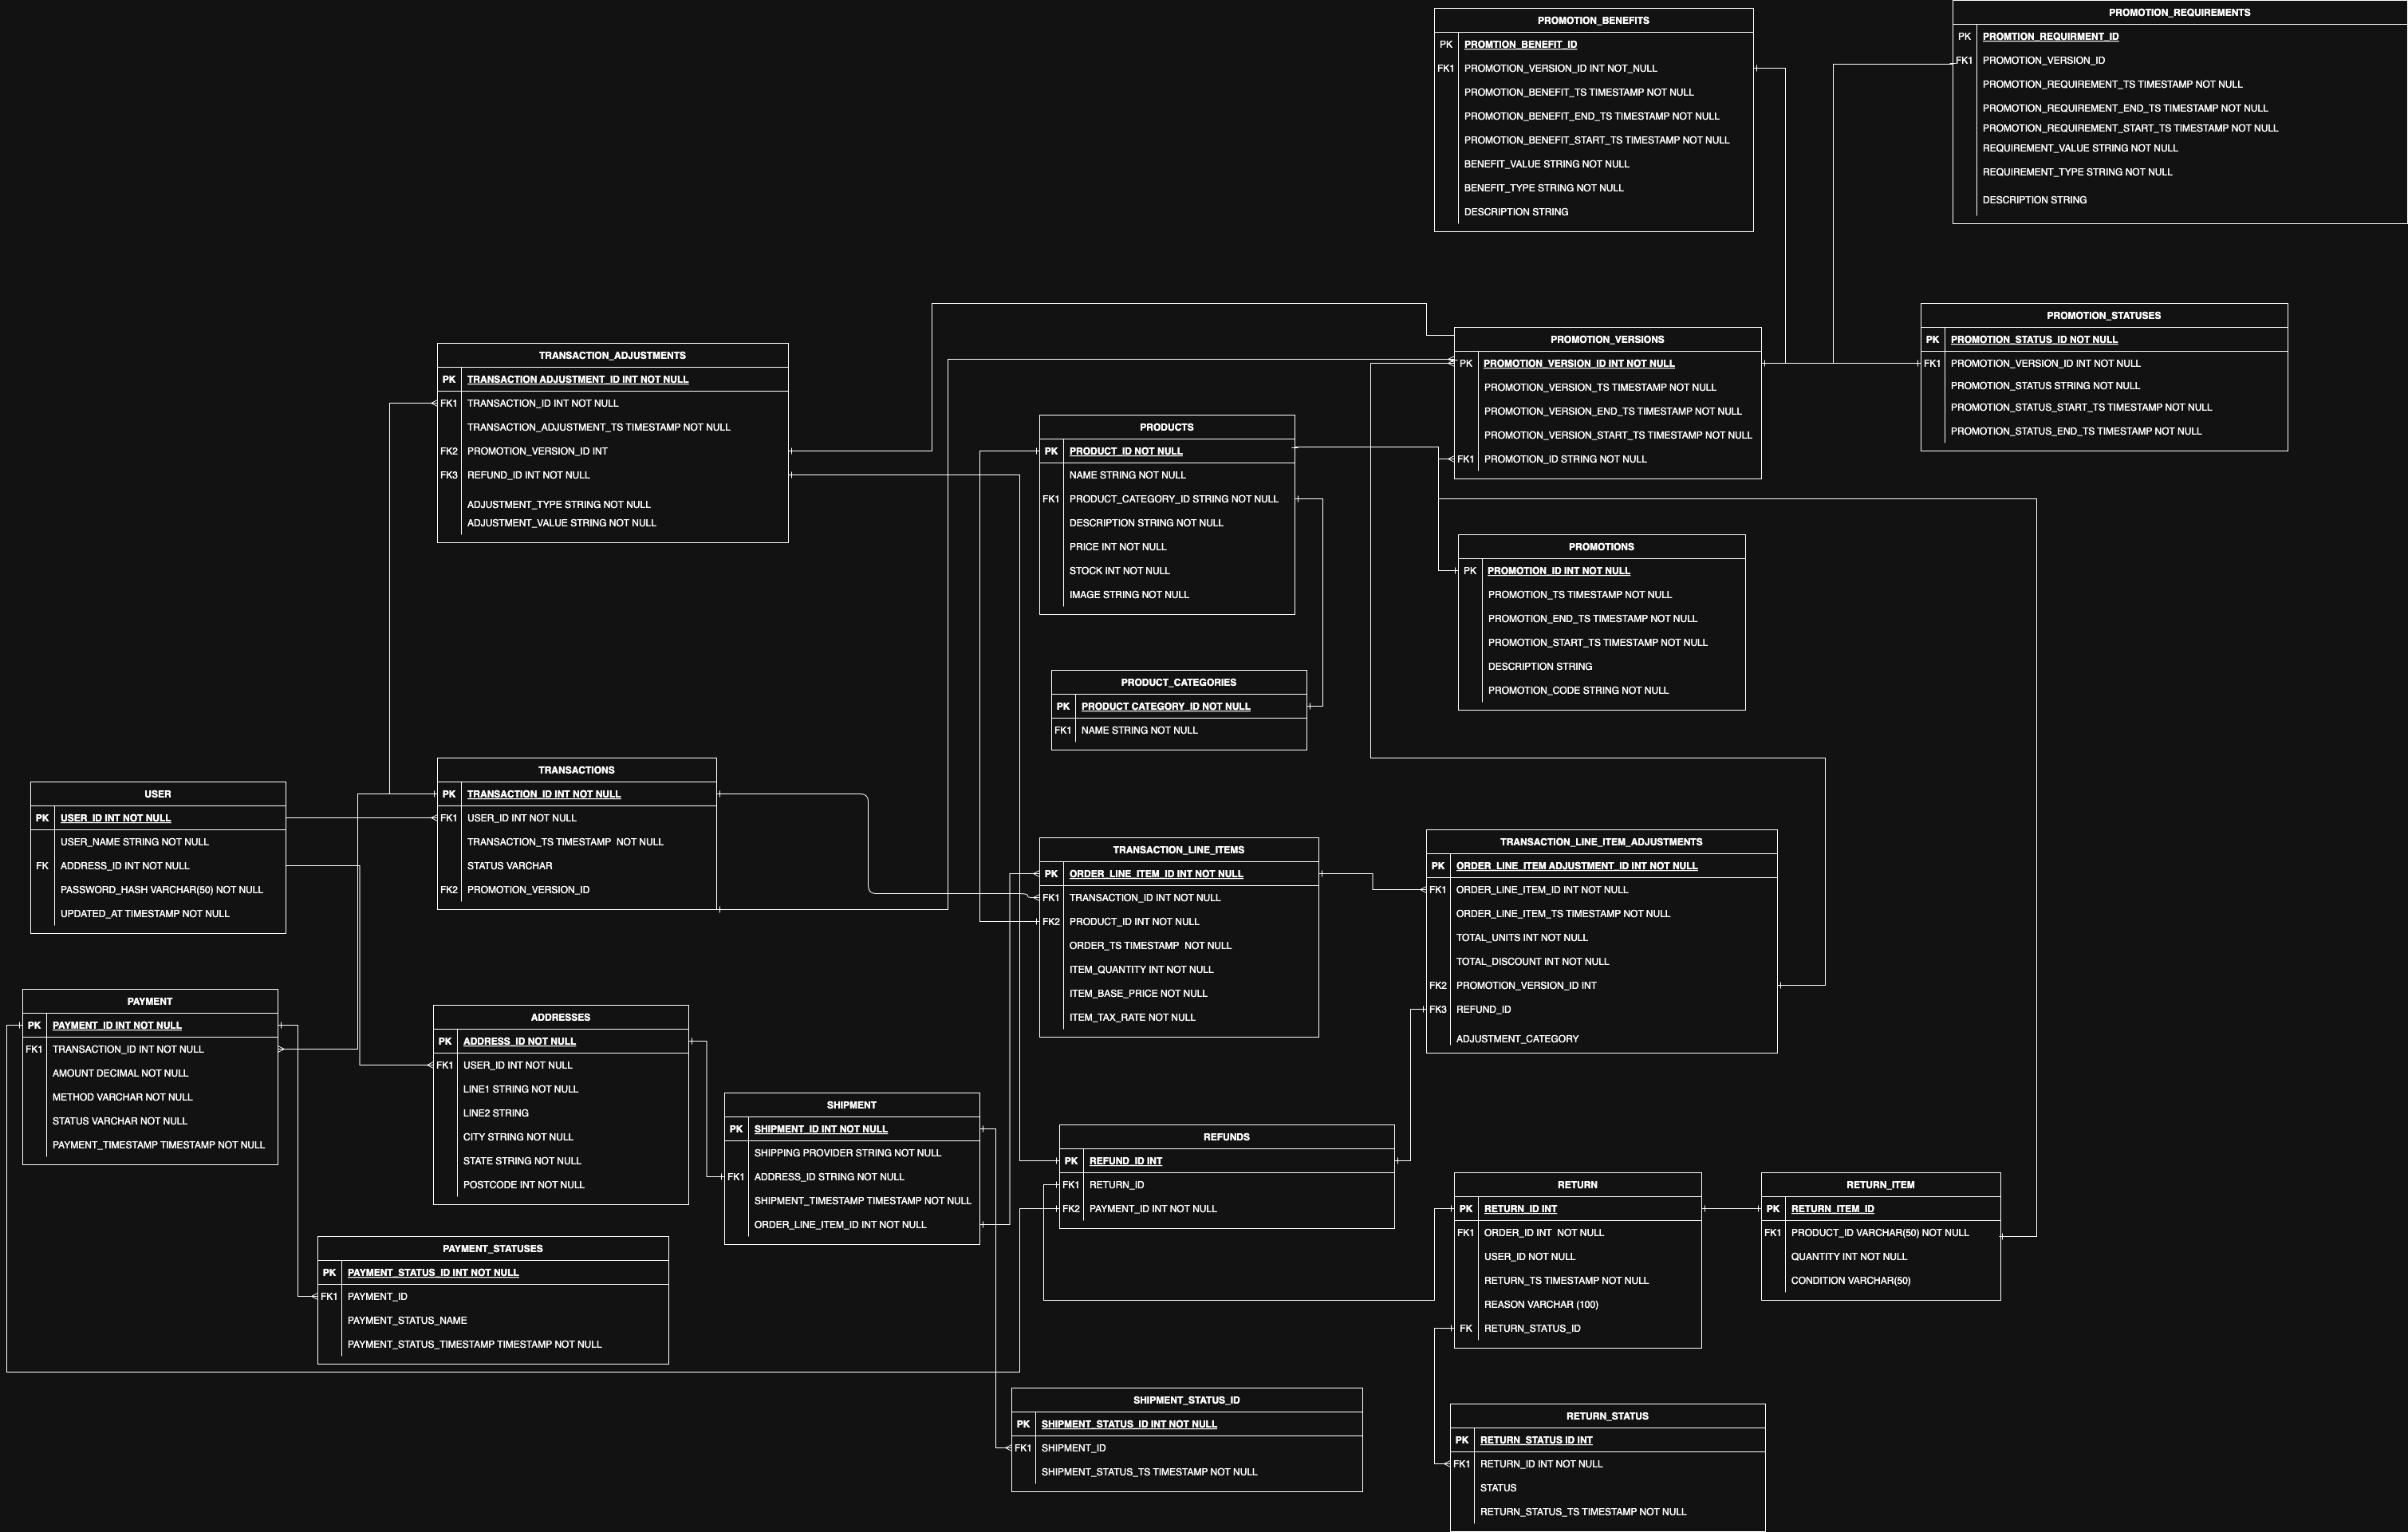 PROMOTION_BENEFITS
PK PROMTION_BENEFIT_ID
FK1 PROMOTION_VERSION_ID INT NOT_NULL
PROMOTION_BENEFIT_TS TIMESTAMP NOT NULL
PROMOTION_BENEFIT_END_TS TIMESTAMP NOT NULL
PROMOTION_BENEFIT_START_TS TIMESTAMP NOT NULL
BENEFIT_VALUE STRING NOT NULL
BENEFIT_TYPE STRING NOT NULL
DESCRIPTION STRING
PROMOTION_REQUIREMENTS
PK PROMTION_REQUIRMENT_ID
FK1 PROMOTION_VERSION_ID
PROMOTION_REQUIREMENT_TS TIMESTAMP NOT NULL
PROMOTION_REQUIREMENT_END_TS TIMESTAMP NOT NULL
PROMOTION_REQUIREMENT_START_TS TIMESTAMP NOT NULL
REQUIREMENT_VALUE STRING NOT NULL
REQUIREMENT_TYPE STRING NOT NULL
DESCRIPTION STRING
TRANSACTION_ADJUSTMENTS
PK TRANSACTION ADJUSTMENT_ID INT NOT NULL
FK1 TRANSACTION_ID INT NOT NULL
TRANSACTION_ADJUSTMENT_TS TIMESTAMP NOT NULL
FK2 PROMOTION_VERSION_ID INT
FK3 REFUND_ID INT NOT NULL
ADJUSTMENT_TYPE STRING NOT NULL
ADJUSTMENT_VALUE STRING NOT NULL
PROMOTION_VERSIONS
PK PROMOTION_VERSION_ID INT NOT NULL
PROMOTION_VERSION_TS TIMESTAMP NOT NULL
PROMOTION_VERSION_END_TS TIMESTAMP NOT NULL
PROMOTION_VERSION_START_TS TIMESTAMP NOT NULL
FK1 PROMOTION_ID STRING NOT NULL
PROMOTION_STATUSES
PK PROMOTION_STATUS_ID NOT NULL
FK1 PROMOTION_VERSION_ID INT NOT NULL
PROMOTION_STATUS STRING NOT NULL
PROMOTION_STATUS_START_TS TIMESTAMP NOT NULL
PROMOTION_STATUS_END_TS TIMESTAMP NOT NULL
PRODUCTS
PK PRODUCT_ID NOT NULL
NAME STRING NOT NULL
FK1 PRODUCT_CATEGORY_ID STRING NOT NULL
DESCRIPTION STRING NOT NULL
PRICE INT NOT NULL
STOCK INT NOT NULL
IMAGE STRING NOT NULL
PROMOTIONS
PK PROMOTION_ID INT NOT NULL
PROMOTION_TS TIMESTAMP NOT NULL
PROMOTION_END_TS TIMESTAMP NOT NULL
PROMOTION_START_TS TIMESTAMP NOT NULL
DESCRIPTION STRING
PROMOTION_CODE STRING NOT NULL
PRODUCT_CATEGORIES
PK PRODUCT CATEGORY_ID NOT NULL
FK1 NAME STRING NOT NULL
USER
PK USER_ID INT NOT NULL
USER_NAME STRING NOT NULL
FK ADDRESS_ID INT NOT NULL
PASSWORD_HASH VARCHAR(50) NOT NULL
UPDATED_AT TIMESTAMP NOT NULL
TRANSACTIONS
PK TRANSACTION_ID INT NOT NULL
FK1 USER_ID INT NOT NULL
TRANSACTION_TS TIMESTAMP NOT NULL
STATUS VARCHAR
FK2 PROMOTION_VERSION_ID
TRANSACTION_LINE_ITEMS
PK ORDER_LINE_ITEM_ID INT NOT NULL
FK1 TRANSACTION_ID INT NOT NULL
FK2 PRODUCT_ID INT NOT NULL
ORDER_TS TIMESTAMP NOT NULL
ITEM_QUANTITY INT NOT NULL
ITEM_BASE_PRICE NOT NULL
ITEM_TAX_RATE NOT NULL
TRANSACTION_LINE_ITEM_ADJUSTMENTS
PK ORDER_LINE_ITEM ADJUSTMENT_ID INT NOT NULL
FK1 ORDER_LINE_ITEM_ID INT NOT NULL
ORDER_LINE_ITEM_TS TIMESTAMP NOT NULL
TOTAL_UNITS INT NOT NULL
TOTAL_DISCOUNT INT NOT NULL
FK2 PROMOTION_VERSION_ID INT
FK3 REFUND_ID
ADJUSTMENT_CATEGORY
PAYMENT
PK PAYMENT_ID INT NOT NULL
FK1 TRANSACTION_ID INT NOT NULL
AMOUNT DECIMAL NOT NULL
METHOD VARCHAR NOT NULL
STATUS VARCHAR NOT NULL
PAYMENT_TIMESTAMP TIMESTAMP NOT NULL
ADDRESSES
PK ADDRESS_ID NOT NULL
FK1 USER_ID INT NOT NULL
LINE1 STRING NOT NULL
LINE2 STRING
CITY STRING NOT NULL
STATE STRING NOT NULL
POSTCODE INT NOT NULL
SHIPMENT
PK SHIPMENT_ID INT NOT NULL
SHIPPING PROVIDER STRING NOT NULL
FK1 ADDRESS_ID STRING NOT NULL
SHIPMENT_TIMESTAMP TIMESTAMP NOT NULL
ORDER_LINE_ITEM_ID INT NOT NULL
REFUNDS
PK REFUND_ID INT
FK1 RETURN_ID
FK2 PAYMENT_ID INT NOT NULL
RETURN
PK RETURN_ID INT
FK1 ORDER_ID INT NOT NULL
USER_ID NOT NULL
RETURN_TS TIMESTAMP NOT NULL
REASON VARCHAR (100)
FK RETURN_STATUS_ID
RETURN_ITEM
PK RETURN_ITEM_ID
FK1 PRODUCT_ID VARCHAR(50) NOT NULL
QUANTITY INT NOT NULL
CONDITION VARCHAR(50)
PAYMENT_STATUSES
PK PAYMENT_STATUS_ID INT NOT NULL
FK1 PAYMENT_ID
PAYMENT_STATUS_NAME
PAYMENT_STATUS_TIMESTAMP TIMESTAMP NOT NULL
SHIPMENT_STATUS_ID
PK SHIPMENT_STATUS_ID INT NOT NULL
FK1 SHIPMENT_ID
SHIPMENT_STATUS_TS TIMESTAMP NOT NULL
RETURN_STATUS
PK RETURN_STATUS ID INT
FK1 RETURN_ID INT NOT NULL
STATUS
RETURN_STATUS_TS TIMESTAMP NOT NULL